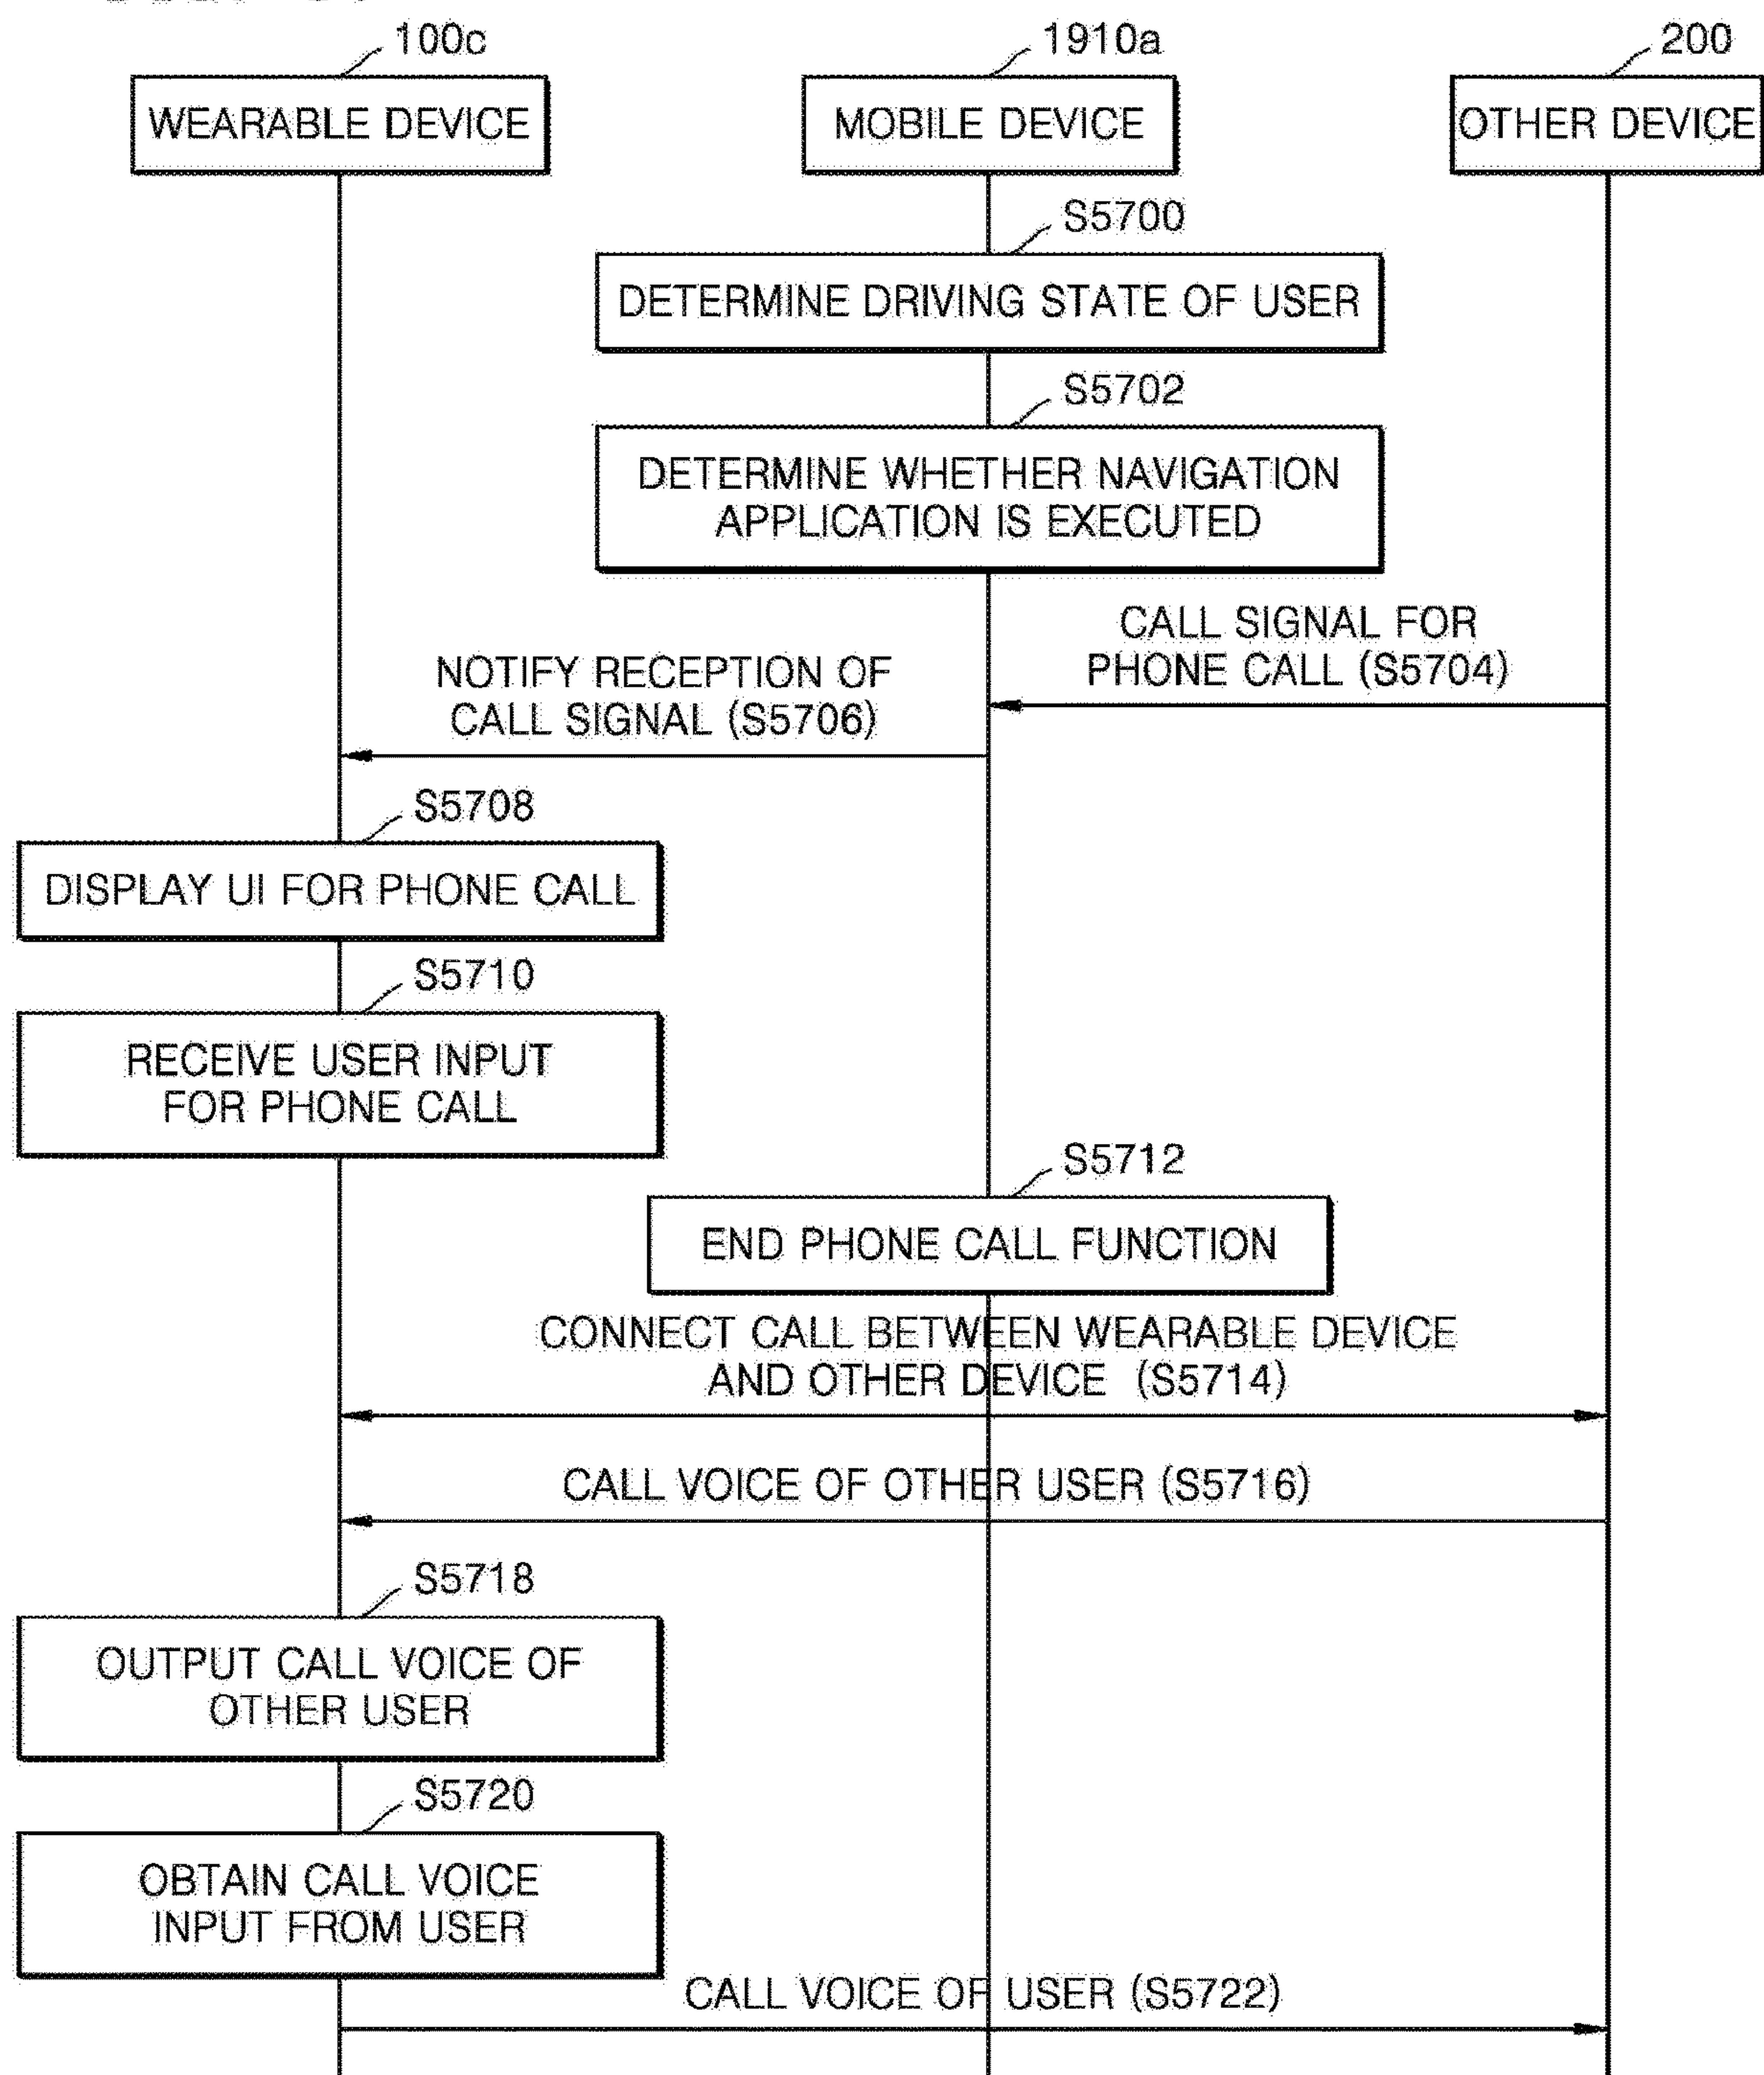 100c
1910a
200
WEARABLE DEVICE
MOBILE DEVICE
OTHER DEVICE
S5700
DETERMINE DRIVING STATE OF USER
S5702
DETERMINE WHETHER NAVIGATION
APPLICATION IS EXECUTED
CALL SIGNAL FOR
PHONE CALL (S5704)
NOTIFY RECEPTION OF
CALL SIGNAL (S5706)
S5708
DISPLAY UI FOR PHONE CALL
S5710
RECEIVE USER INPUT
FOR PHONE CALL
S5712
END PHONE CALL FUNCTION
CONNECT CALL BETWEEN WEARABLE DEVICE
AND OTHER DEVICE (S5714)
CALL VOICE OF OTHER USER (S5716)
S5718
OUTPUT CALL VOICE OF
OTHER USER
S5720
OBTAIN CALL VOICE
INPUT FROM USER
CALL VOICE OF USER (S5722)